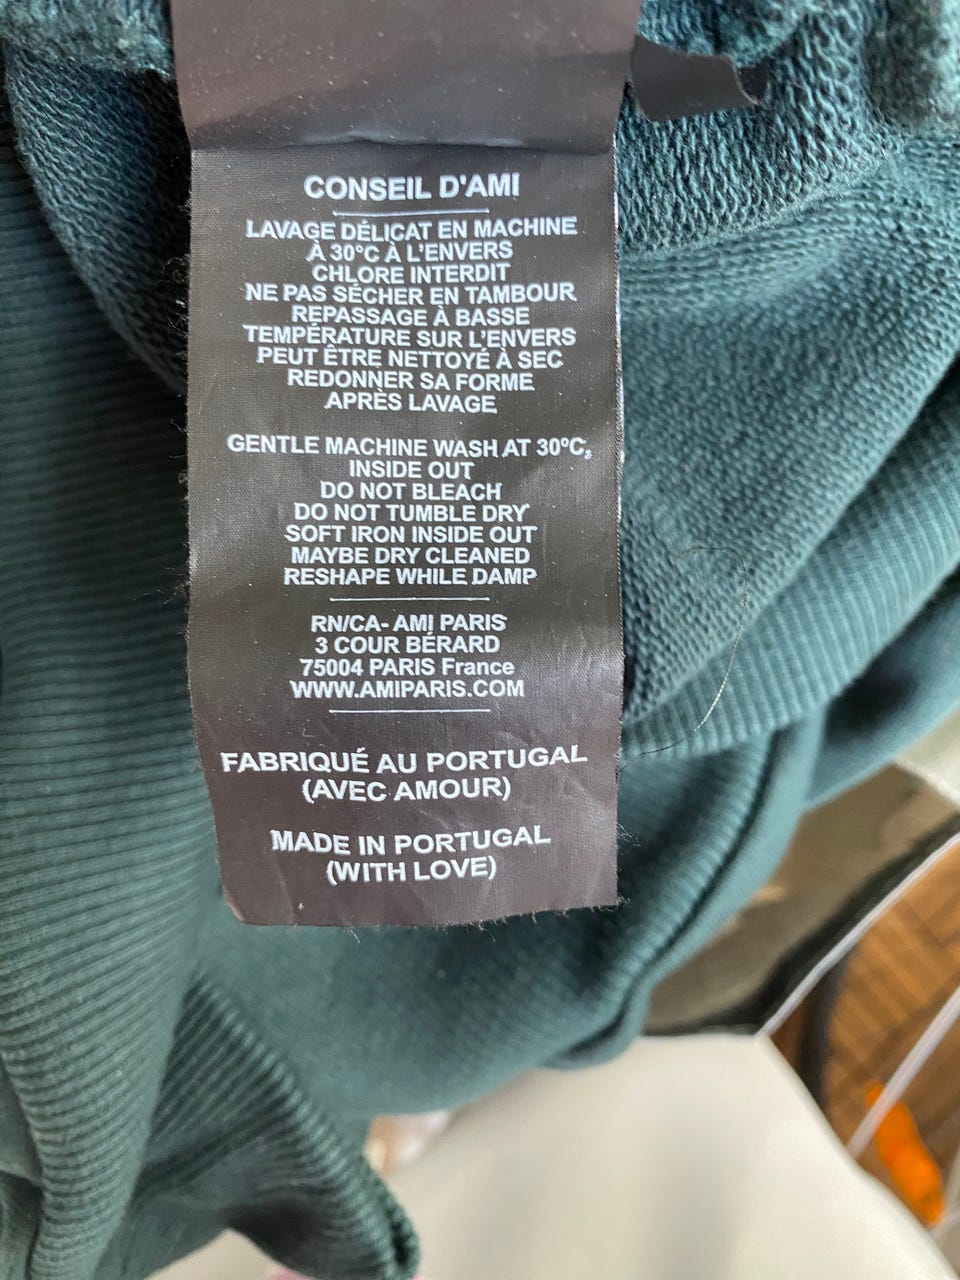 CONSEIL D'AMI
LAVAGE DÉLICAT EN MACHINE
À 30ºC À L'ENVERS
CHLORE INTERDIT
NE PAS SÉCHER EN TAMBOUR
REPASSAGE À BASSE
TEMPÉRATURE SUR L'ENVERS
PEUT ÊTRE NETTOYÉ À SEC
REDONNER SA FORME
APRÈS LAVAGE
GENTLE MACHINE WASH AT 30ºC,
INSIDE OUT
DO NOT BLEACH
DO NOT TUMBLE DRY
SOFT IRON INSIDE OUT
MAYBE DRY CLEANED
RESHAPE WHILE DAMP
RN/CA- AMI PARIS
3 COUR BÉRARD
75004 PARIS France
WWW.AMIPARIS.COM
FABRIQUÉ AU PORTUGAL
(AVEC AMOUR)
MADE IN PORTUGAL
(WITH LOVE)